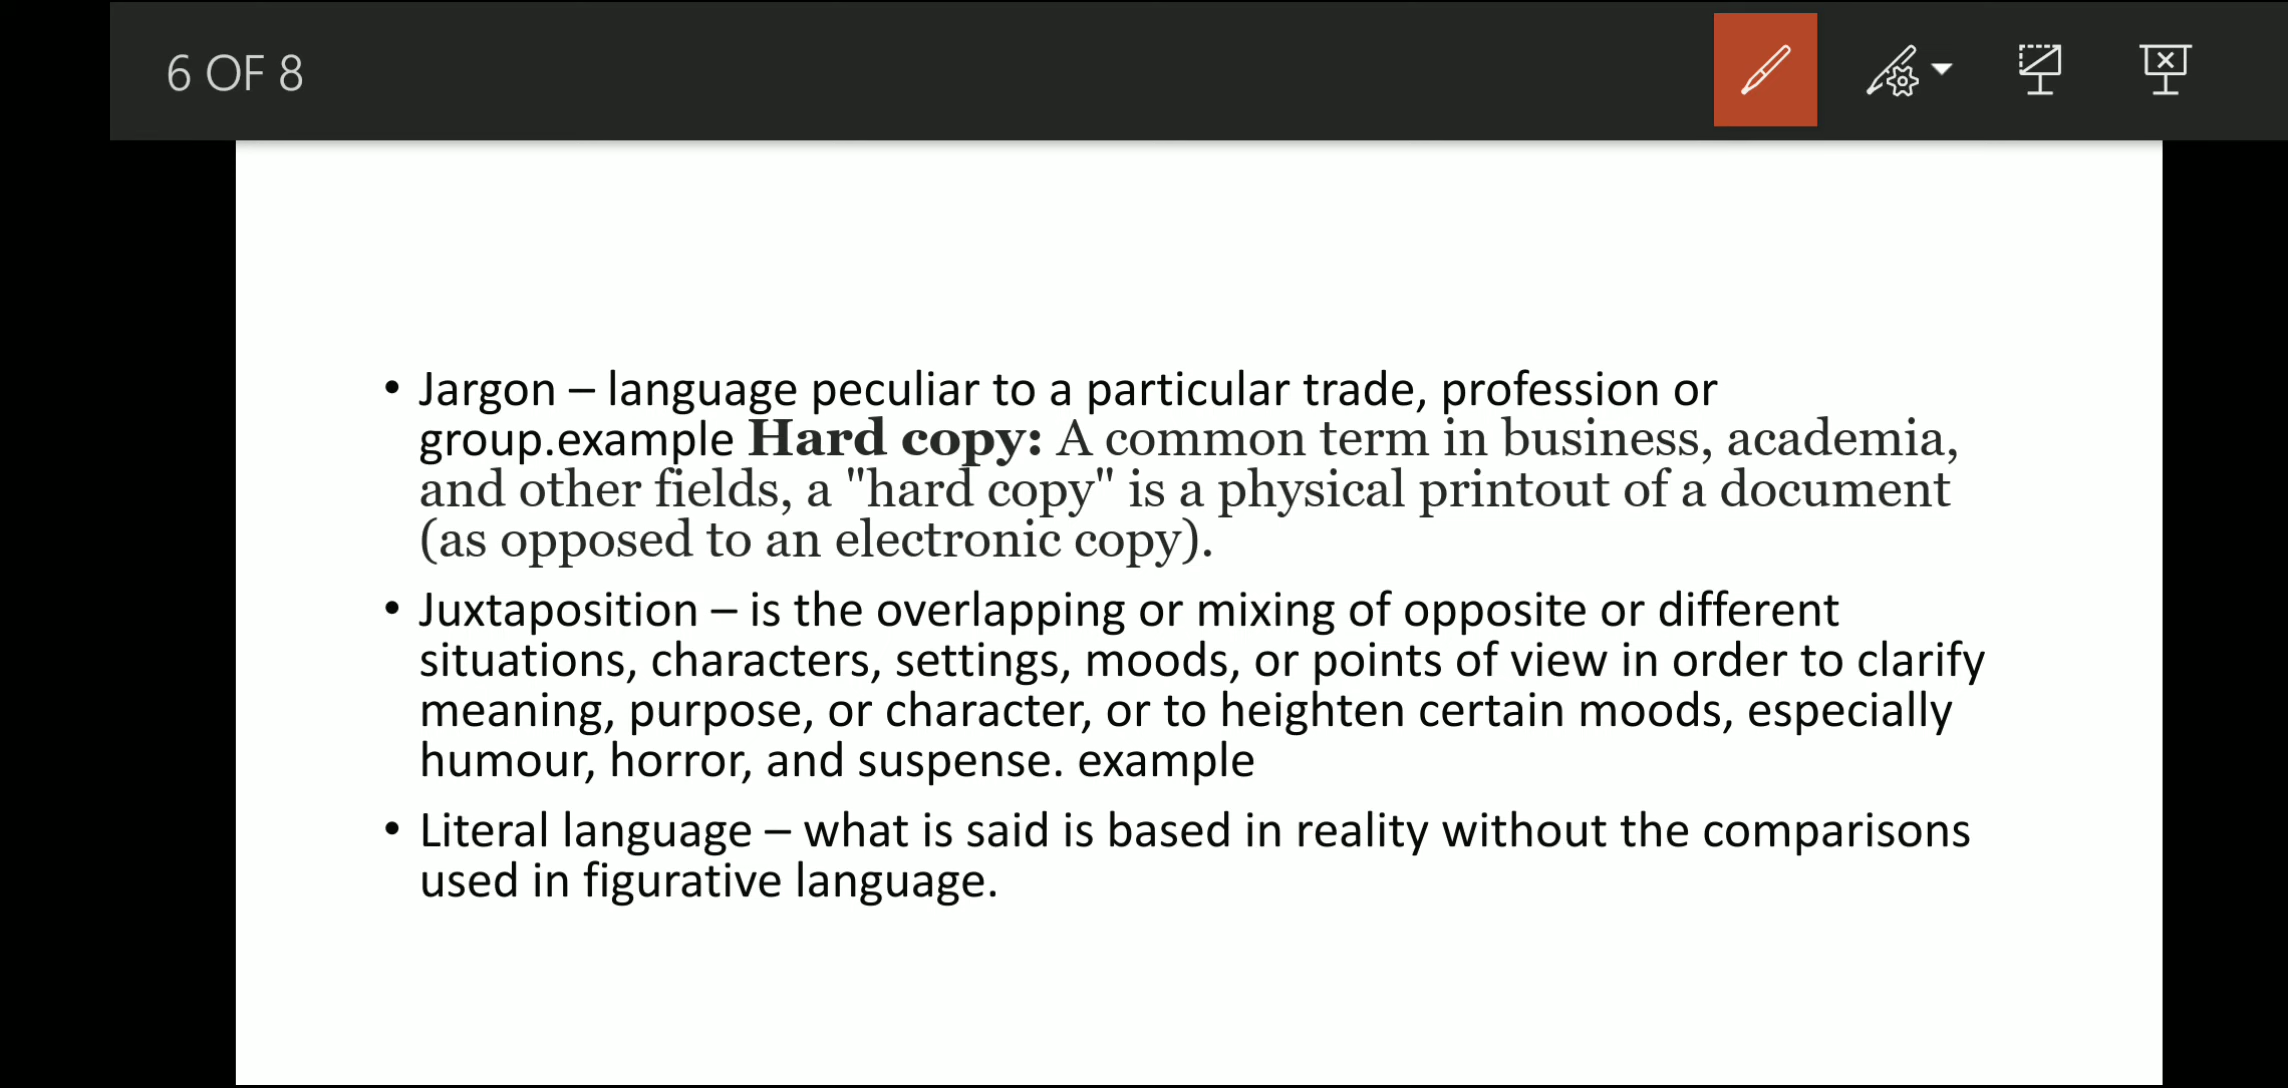 6 OF 8
• Jargon – language peculiar to a particular trade, profession or
group.example Hard copy: A common term in business, academia,
and other fields, a "hard copy" is a physical printout of a document
(as opposed to an electronic copy).
• Juxtaposition – is the overlapping or mixing of opposite or different
situations, characters, settings, moods, or points of view in order to clarify
meaning, purpose, or character, or to heighten certain moods, especially
humour, horror, and suspense. example
• Literal language – what is said is based in reality without the comparisons
used in figurative language.